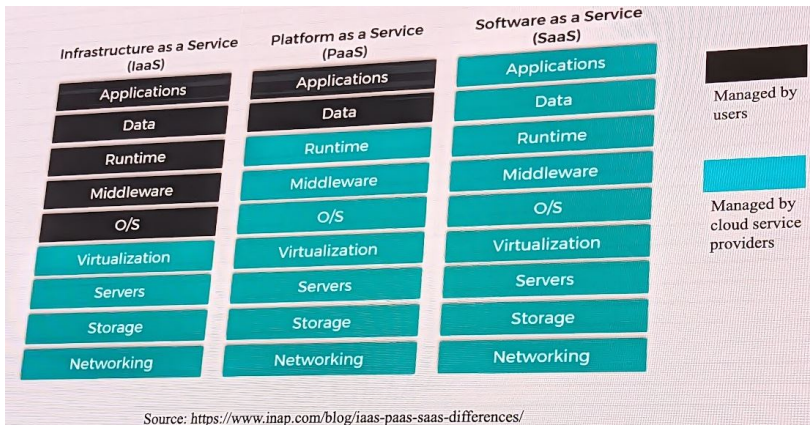 Infrastructure as a Service
(IaaS)
Applications
Data
Runtime
Middleware
O/S
Virtualization
Servers
Storage
Networking
Platform as a Service
(PaaS)
Applications
Data
Runtime
Middleware
O/S
Virtualization
Servers
Storage
Networking
Software as a Service
(SaaS)
Applications
Data
Runtime
Middleware
O/S
Virtualization
Servers
Storage
Networking
Managed by
users
Managed by
cloud service
providers
Source: https://www.inap.com/blog/iaas-paas-saas-differences/